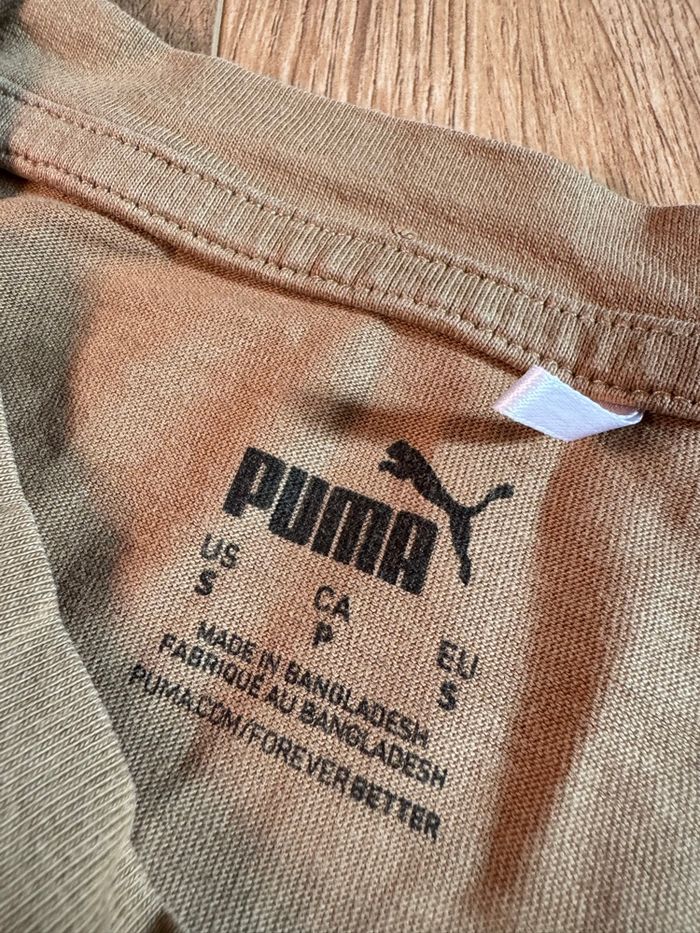 PUMA
US CA EU
S P S
MADE IN BANGLADESH
FABRIQUÉ AU BANGLADESH
PUMA.COM/FOREVERBETTER